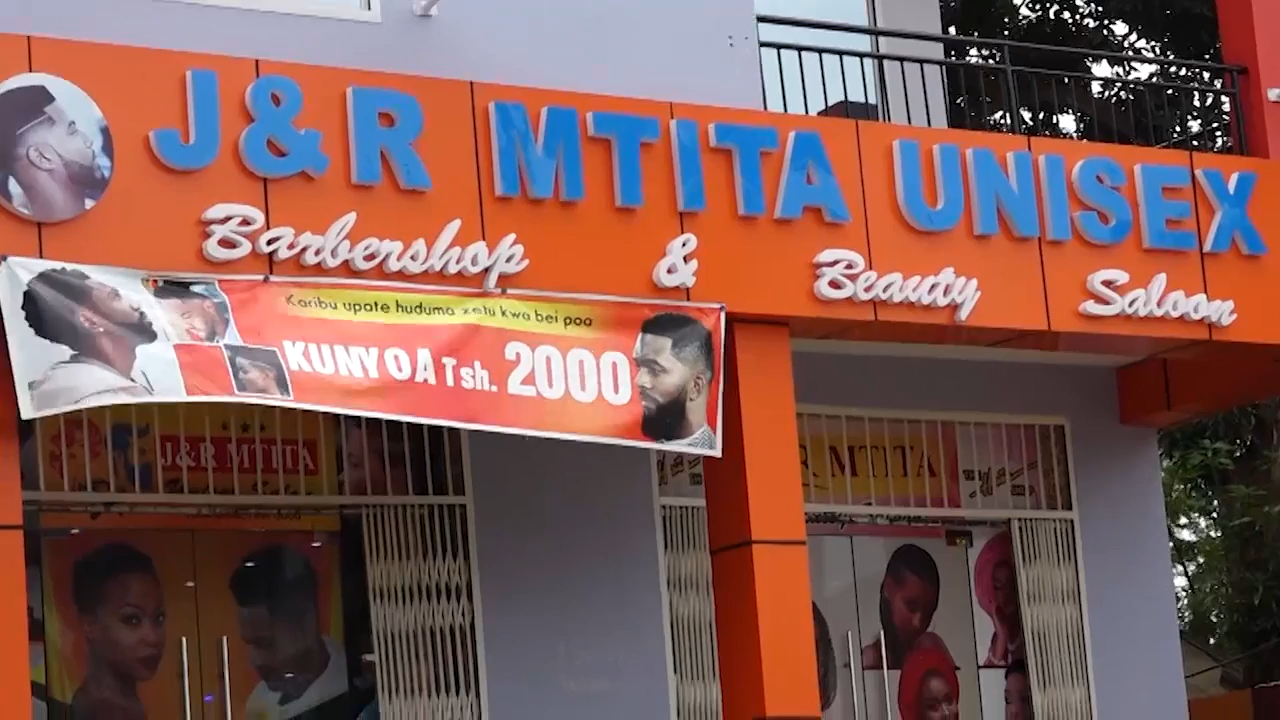 J&R MTITA UNISEX
Barbershop & Beauty Saloon
Karibu upate huduma zetu kwa bei poa
KUNYOA Tsh. 2000
J&R MTITA
R MTITA